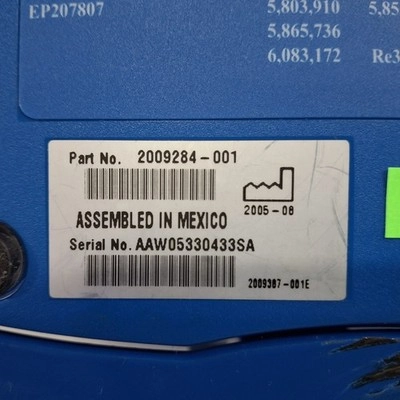 EP207807
5,803,910 5,85
5,865,736
6,083,172 Re3
Part No. 2009284-001
2005-08
ASSEMBLED IN MEXICO
Serial No. AAW05330433SA
2009387-001E